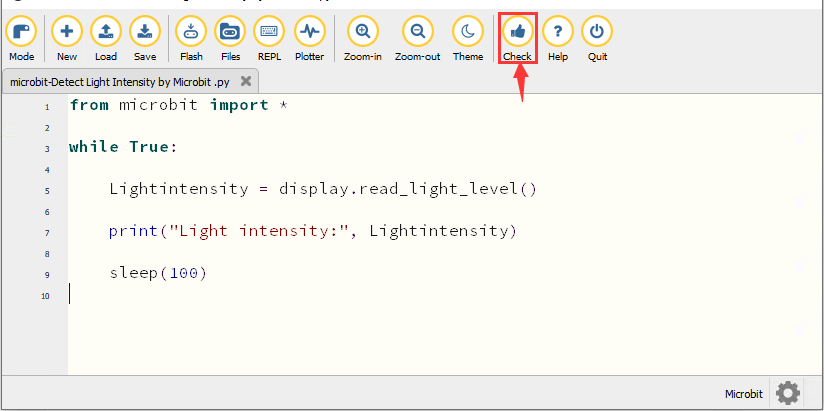 Mode New Load Save Flash Files REPL Plotter Zoom-in Zoom-out Theme Check Help Quit
microbit-Detect Light Intensity by Microbit .py
1 from microbit import *
2
3 while True:
4
5 Lightintensity = display.read_light_level()
6
7 print("Light intensity:", Lightintensity)
8
9 sleep(100)
10
Microbit